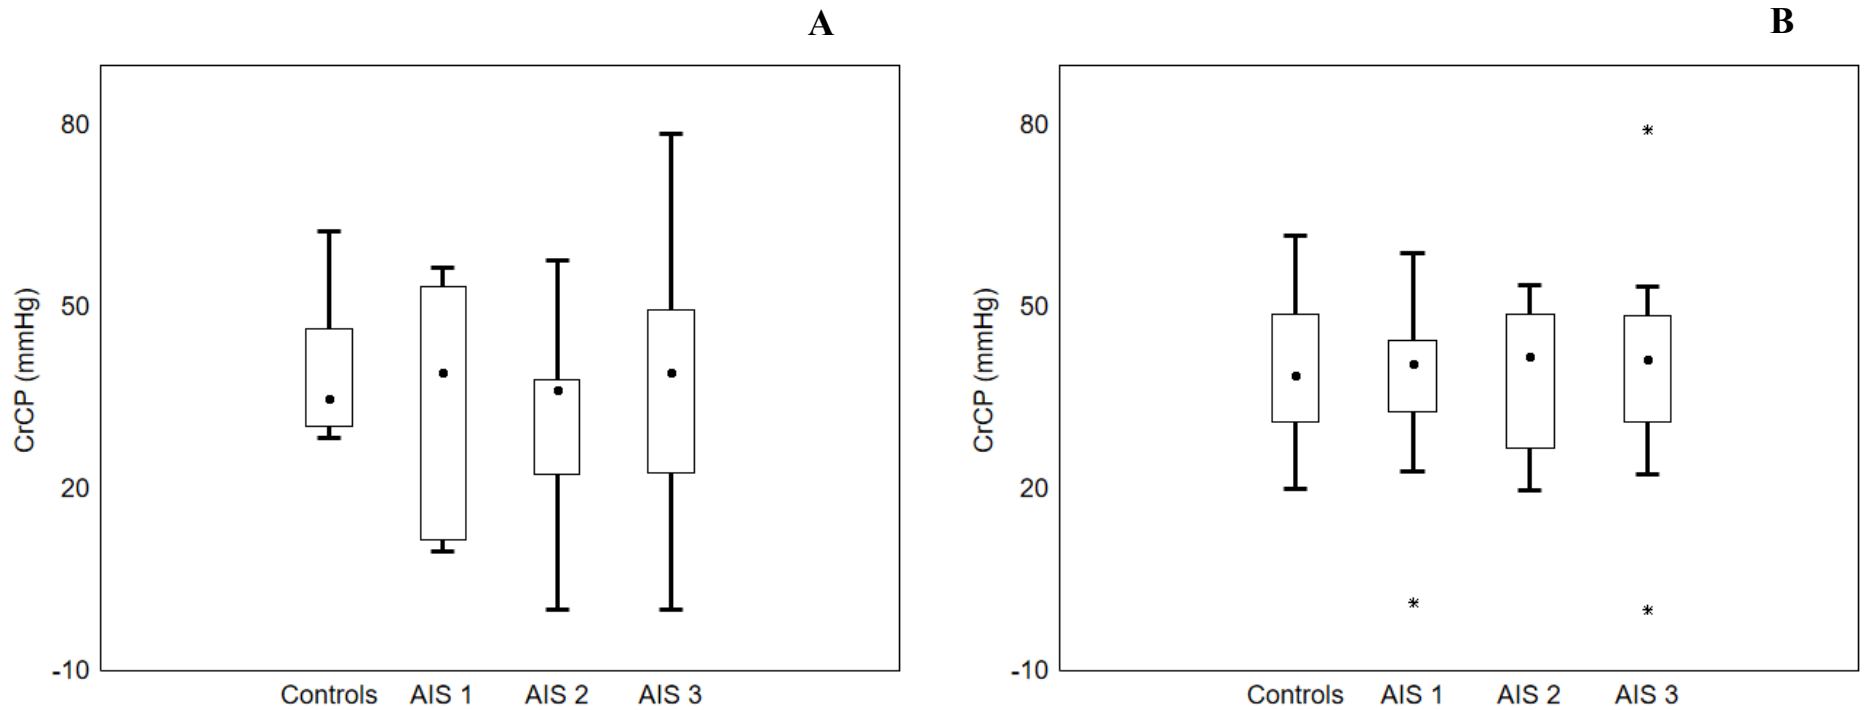 A
80
50
20
-10
CrCP (mmHg)
Controls AIS 1 AIS 2 AIS 3
B
80
50
20
-10
CrCP (mmHg)
Controls AIS 1 AIS 2 AIS 3